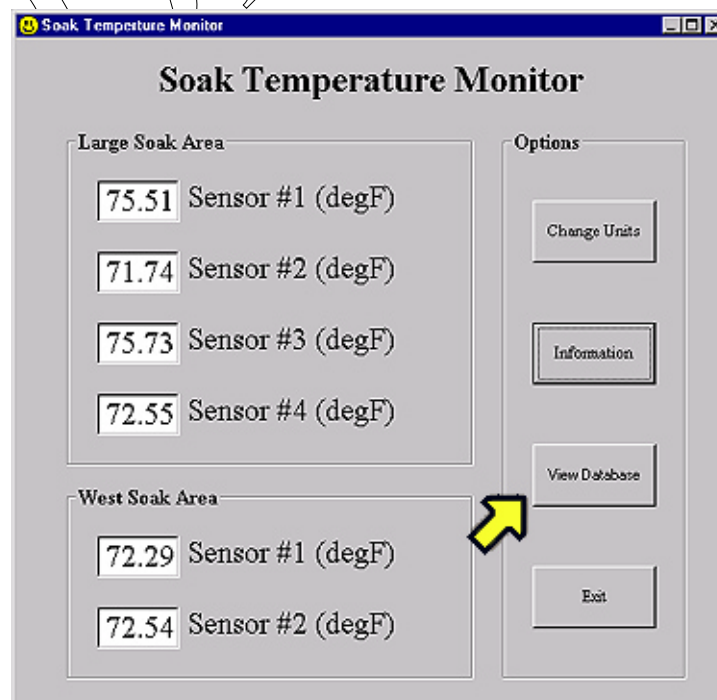 Soak Temperture Monitor
Soak Temperature Monitor
Large Soak Area
75.51 Sensor #1 (degF)
71.74 Sensor #2 (degF)
75.73 Sensor #3 (degF)
72.55 Sensor #4 (degF)
West Soak Area
72.29 Sensor #1 (degF)
72.54 Sensor #2 (degF)
Options
Change Units
Information
View Database
Exit